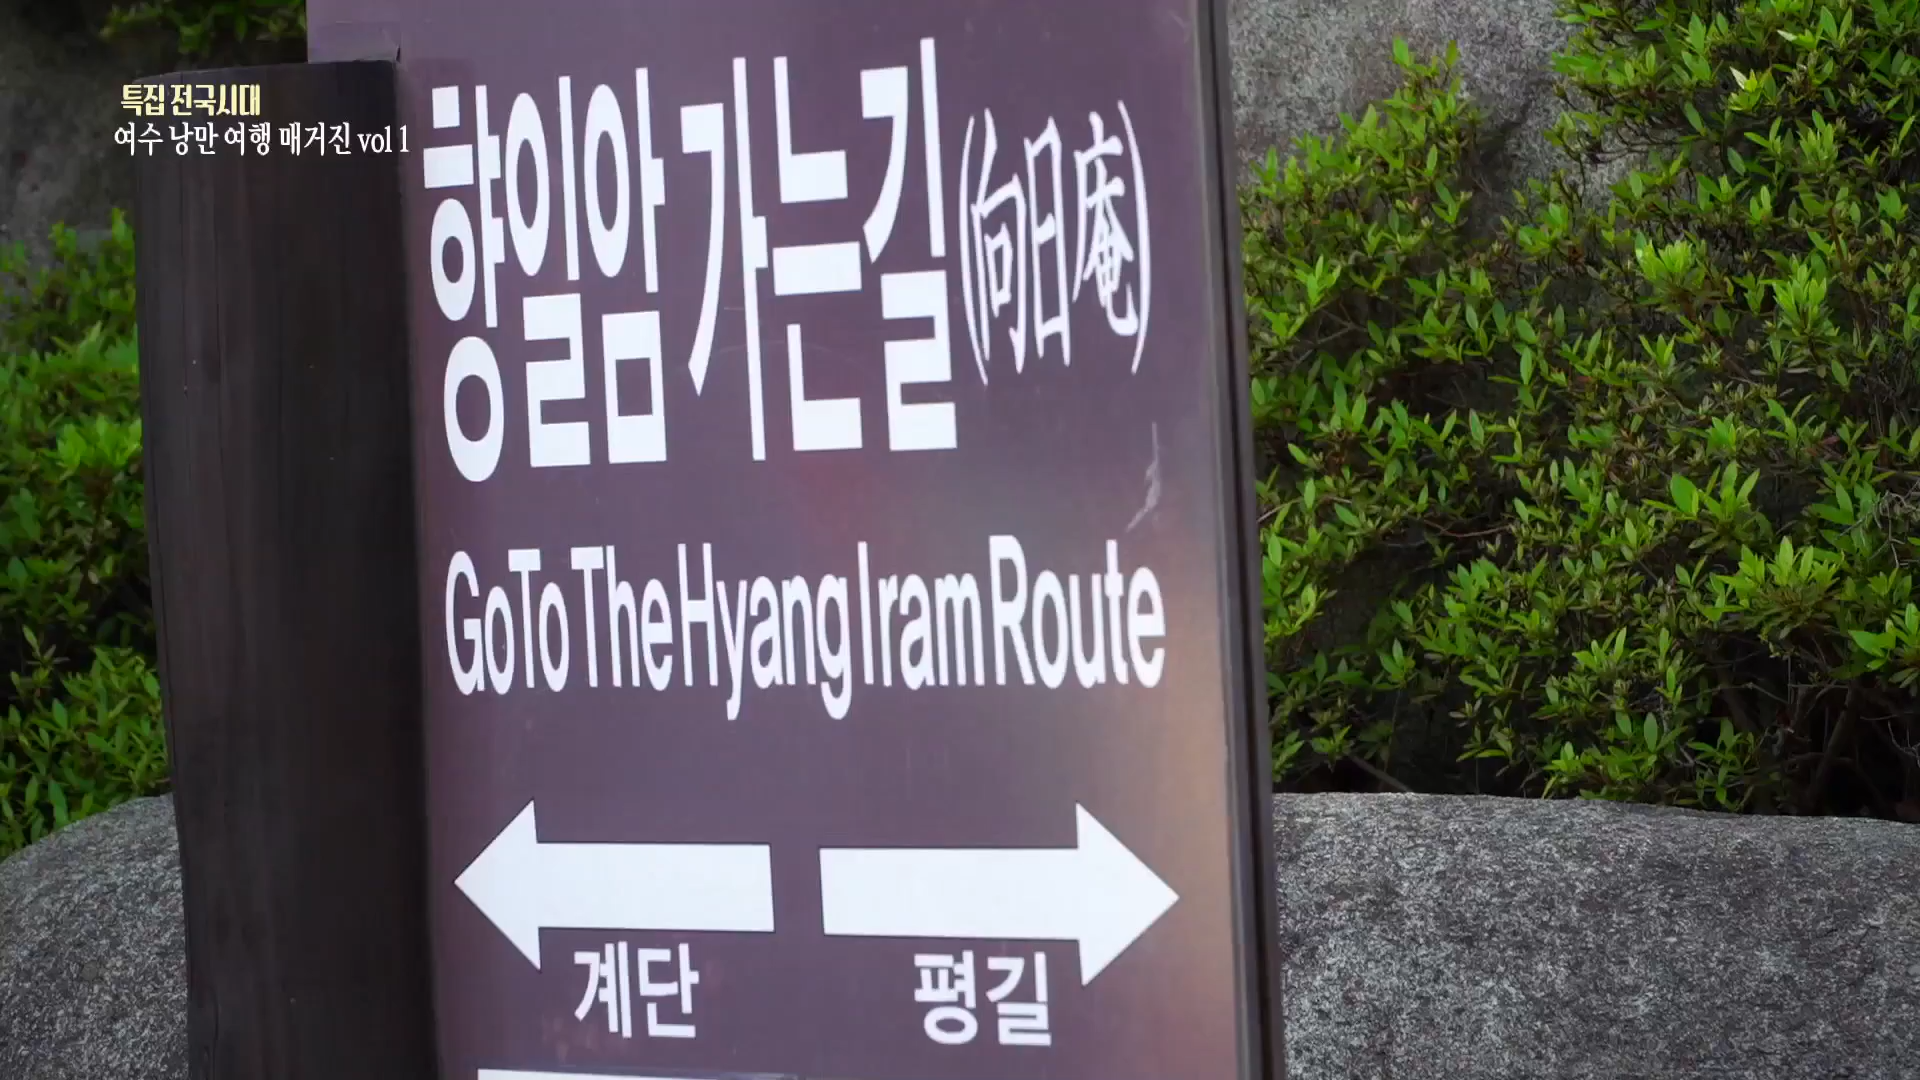 특집 전국시대
여수 낭만 여행 매거진 vol 1
향일암 가는길(向日庵)
Go To The Hyang Iram Route
계단 평길